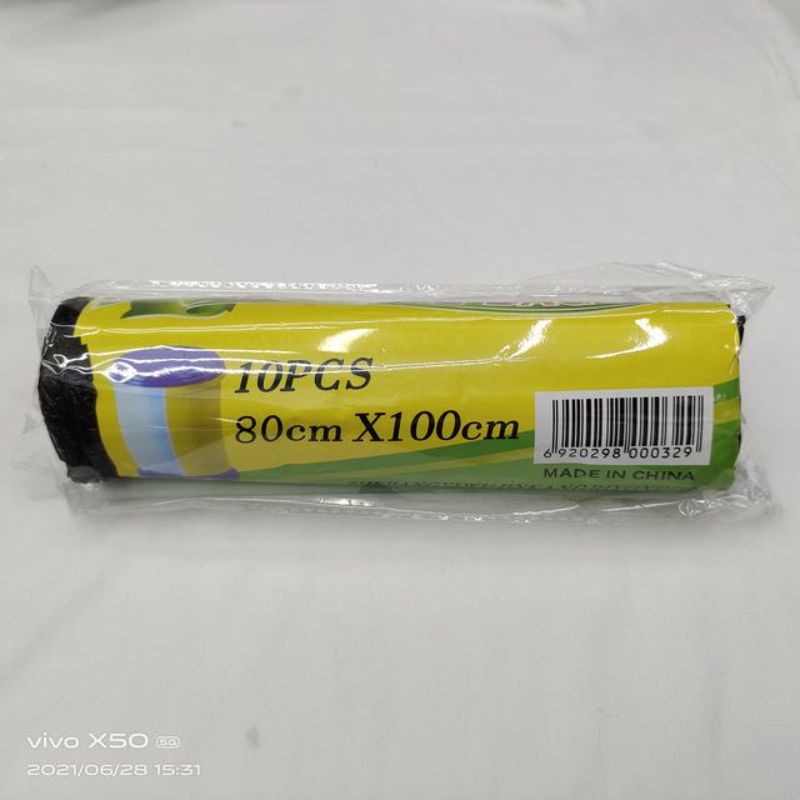 10PCS
80cm X100cm
6 920298 000329
MADE IN CHINA
vivo X50 5G
2021/06/28 15:31